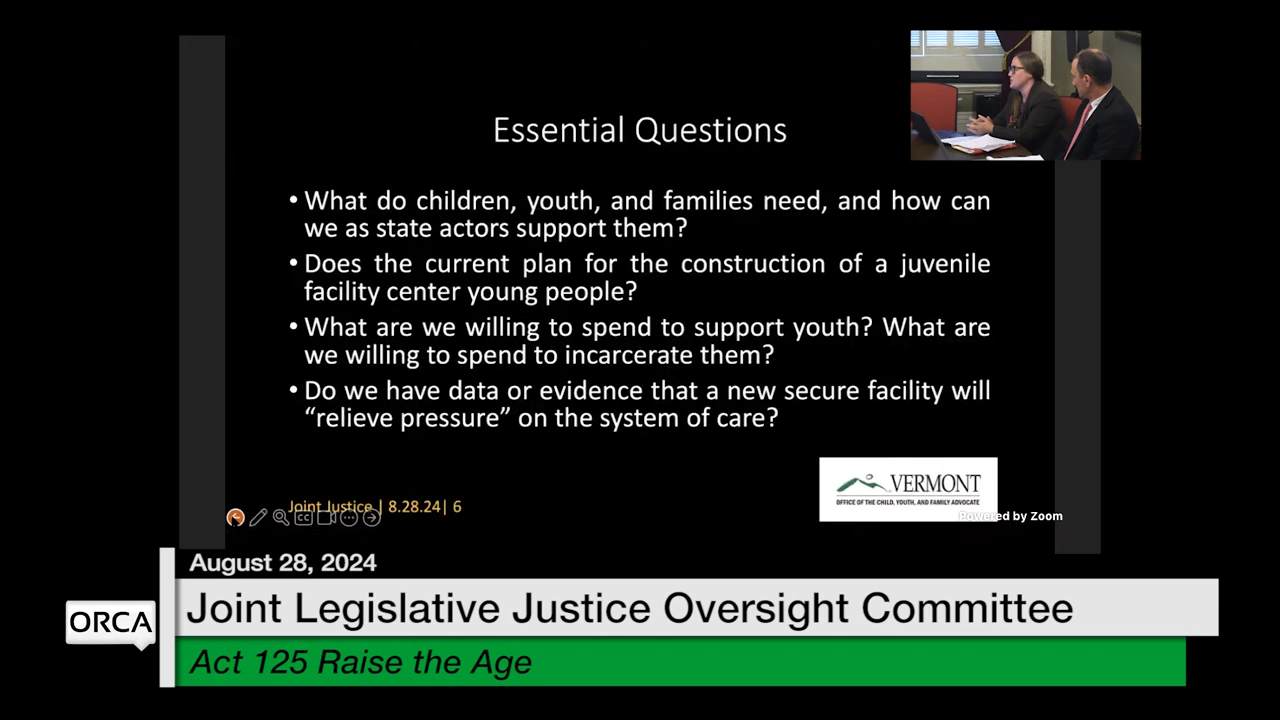 Essential Questions
• What do children, youth, and families need, and how can
we as state actors support them?
• Does the current plan for the construction of a juvenile
facility center young people?
• What are we willing to spend to support youth? What are
we willing to spend to incarcerate them?
• Do we have data or evidence that a new secure facility will
“relieve pressure” on the system of care?
VERMONT
OFFICE OF THE CHILD, YOUTH, AND FAMILY ADVOCATE
Joint Justice | 8.28.24| 6
CC
Powered by Zoom
August 28, 2024
ORCA
Joint Legislative Justice Oversight Committee
Act 125 Raise the Age